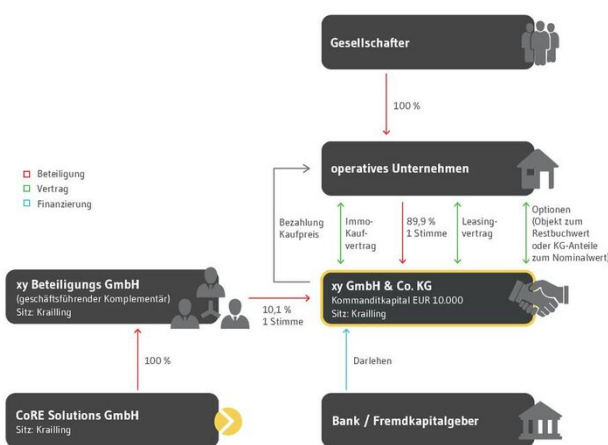 Gesellschafter
100 %
Beteiligung
Vertrag
Finanzierung
operatives Unternehmen
Bezahlung
Kaufpreis
Immo-
Kauf-
vertrag
89,9 %
1 Stimme
Leasing-
vertrag
Optionen
(Objekt zum
Restbuchwert
oder KG-Anteile
zum Nominalwert)
xy Beteiligungs GmbH
(geschäftsführender Komplementär)
Sitz: Krailling
10,1 %
1 Stimme
xy GmbH & Co. KG
Kommanditkapital EUR 10.000
Sitz: Krailling
100 %
Darlehen
CoRE Solutions GmbH
Sitz: Krailling
Bank / Fremdkapitalgeber